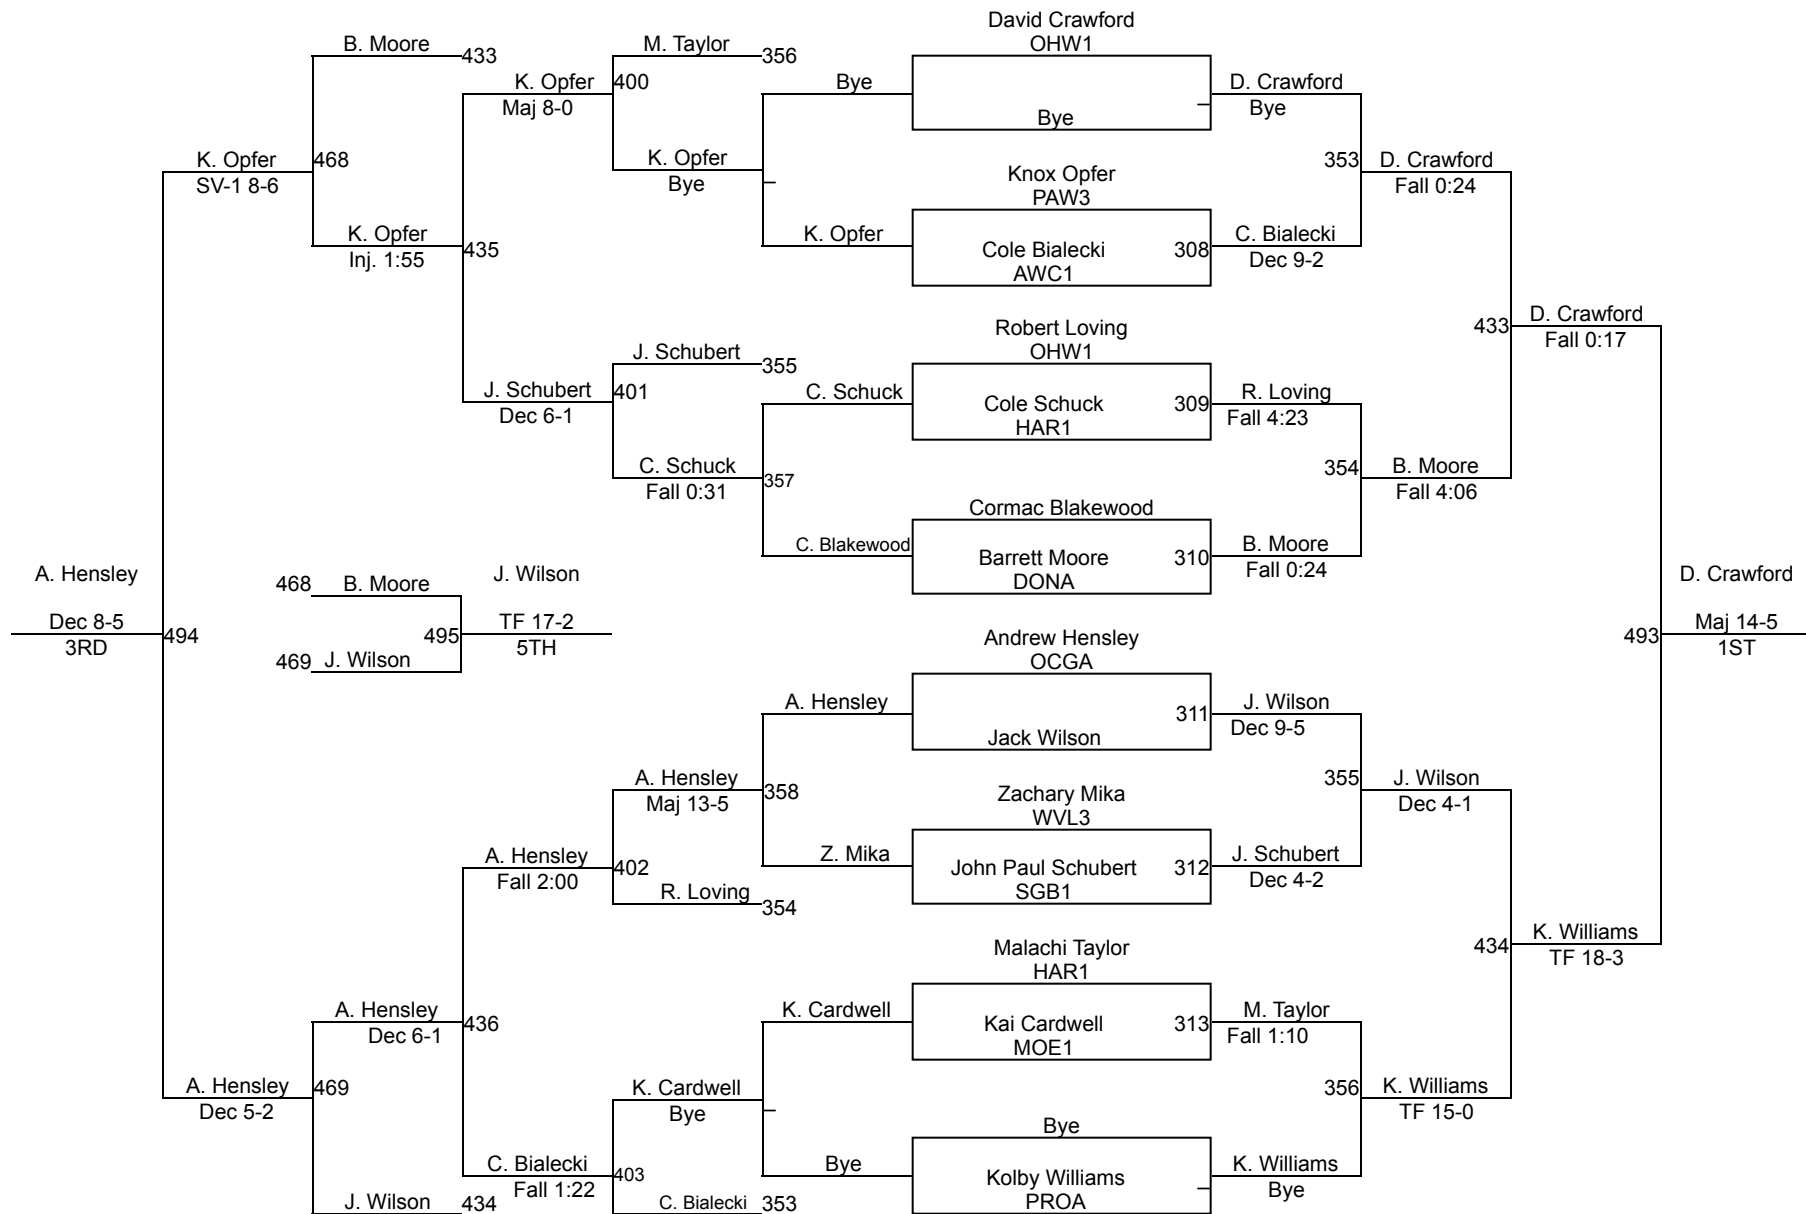 David Crawford
OHW1
B. Moore
433
M. Taylor
356
K. Opfer
400
Maj 8-0
Bye
Bye
D. Crawford
Bye
K. Opfer
468
SV-1 8-6
K. Opfer
Bye
Knox Opfer
PAW3
353
D. Crawford
Fall 0:24
K. Opfer
Inj. 1:55
435
K. Opfer
Cole Bialecki
AWC1
308
C. Bialecki
Dec 9-2
Robert Loving
OHW1
433
D. Crawford
Fall 0:17
J. Schubert
355
J. Schubert
401
Dec 6-1
C. Schuck
Cole Schuck
HAR1
309
R. Loving
Fall 4:23
C. Schuck
Fall 0:31
357
354
B. Moore
Fall 4:06
Cormac Blakewood
C. Blakewood
Barrett Moore
DONA
310
B. Moore
Fall 0:24
A. Hensley
Dec 8-5
3RD
494
468
B. Moore
469
J. Wilson
495
J. Wilson
TF 17-2
5TH
D. Crawford
493
Maj 14-5
1ST
Andrew Hensley
OCGA
A. Hensley
Jack Wilson
311
J. Wilson
Dec 9-5
A. Hensley
Maj 13-5
358
Zachary Mika
WVL3
355
J. Wilson
Dec 4-1
A. Hensley
Fall 2:00
402
Z. Mika
John Paul Schubert
SGB1
312
J. Schubert
Dec 4-2
R. Loving
354
Malachi Taylor
HAR1
434
K. Williams
TF 18-3
A. Hensley
Dec 6-1
436
K. Cardwell
Kai Cardwell
MOE1
313
M. Taylor
Fall 1:10
A. Hensley
Dec 5-2
469
K. Cardwell
Bye
356
K. Williams
TF 15-0
Bye
C. Bialecki
Fall 1:22
403
Bye
Kolby Williams
PROA
K. Williams
Bye
J. Wilson
434
C. Bialecki
353